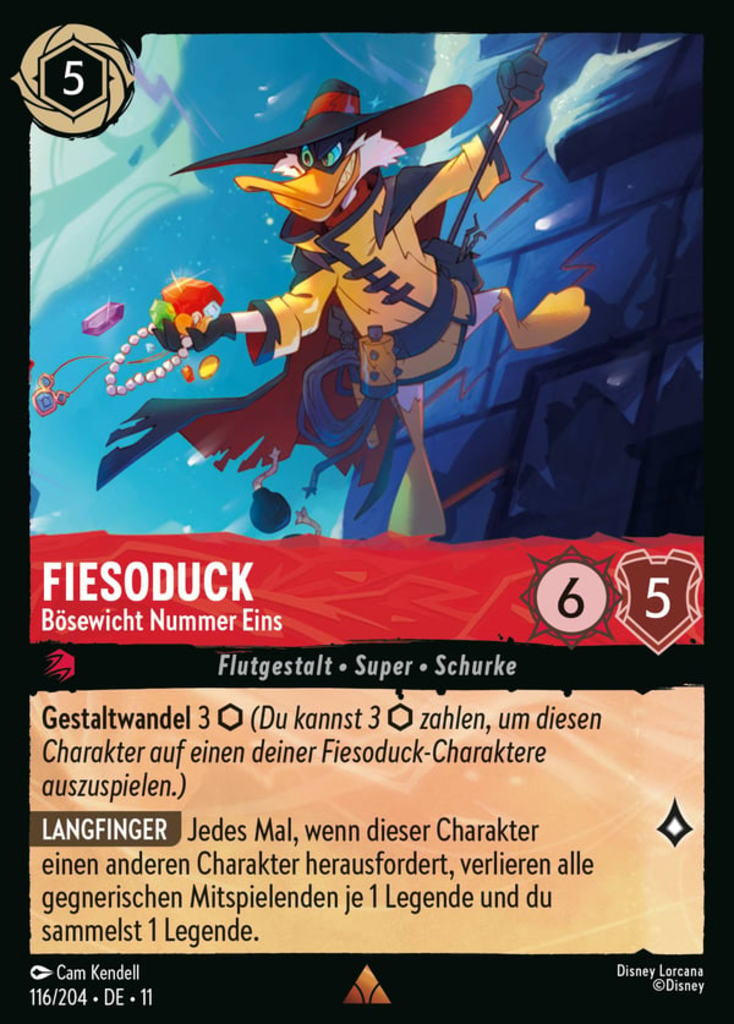 5
FIESODUCK
Bösewicht Nummer Eins
6
5
Flutgestalt • Super • Schurke
Gestaltwandel 3 ⬡ (Du kannst 3 ⬡ zahlen, um diesen
Charakter auf einen deiner Fiesoduck-Charaktere
auszuspielen.)
LANGFINGER Jedes Mal, wenn dieser Charakter
einen anderen Charakter herausfordert, verlieren alle
gegnerischen Mitspielenden je 1 Legende und du
sammelst 1 Legende.
Cam Kendell
116/204 • DE • 11
Disney Lorcana
©Disney